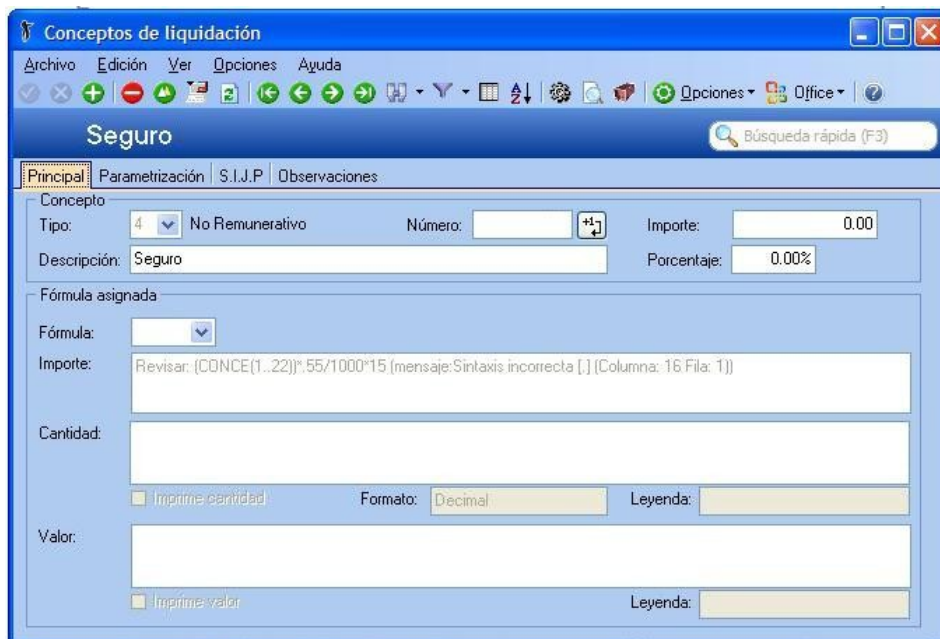 Conceptos de liquidación
Archivo Edición Ver Opciones Ayuda
Opciones Office
Seguro Búsqueda rápida (F3)
Principal Parametrización S.I.J.P Observaciones
Concepto
Tipo: 4 No Remunerativo Número: +1 Importe: 0.00
Descripción: Seguro Porcentaje: 0.00%
Fórmula asignada
Fórmula:
Importe: Revisar: (CONCE(1..22))*.55/1000*15 (mensaje:Sintaxis incorrecta [.] (Columna: 16 Fila: 1))
Cantidad:
Imprime cantidad Formato: Decimal Leyenda:
Valor:
Imprime valor Leyenda: